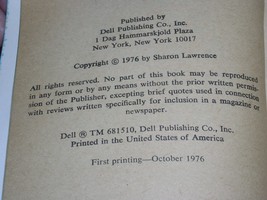 Published by
Dell Publishing Co., Inc.
1 Dag Hammarskjold Plaza
New York, New York 10017
Copyright © 1976 by Sharon Lawrence
All rights reserved. No part of this book may be reproduced
in any form or by any means without the prior written permis-
sion of the Publisher, excepting brief quotes used in connection
with reviews written specifically for inclusion in a magazine or
newspaper.
Dell ® TM 681510, Dell Publishing Co., Inc.
Printed in the United States of America
First printing—October 1976